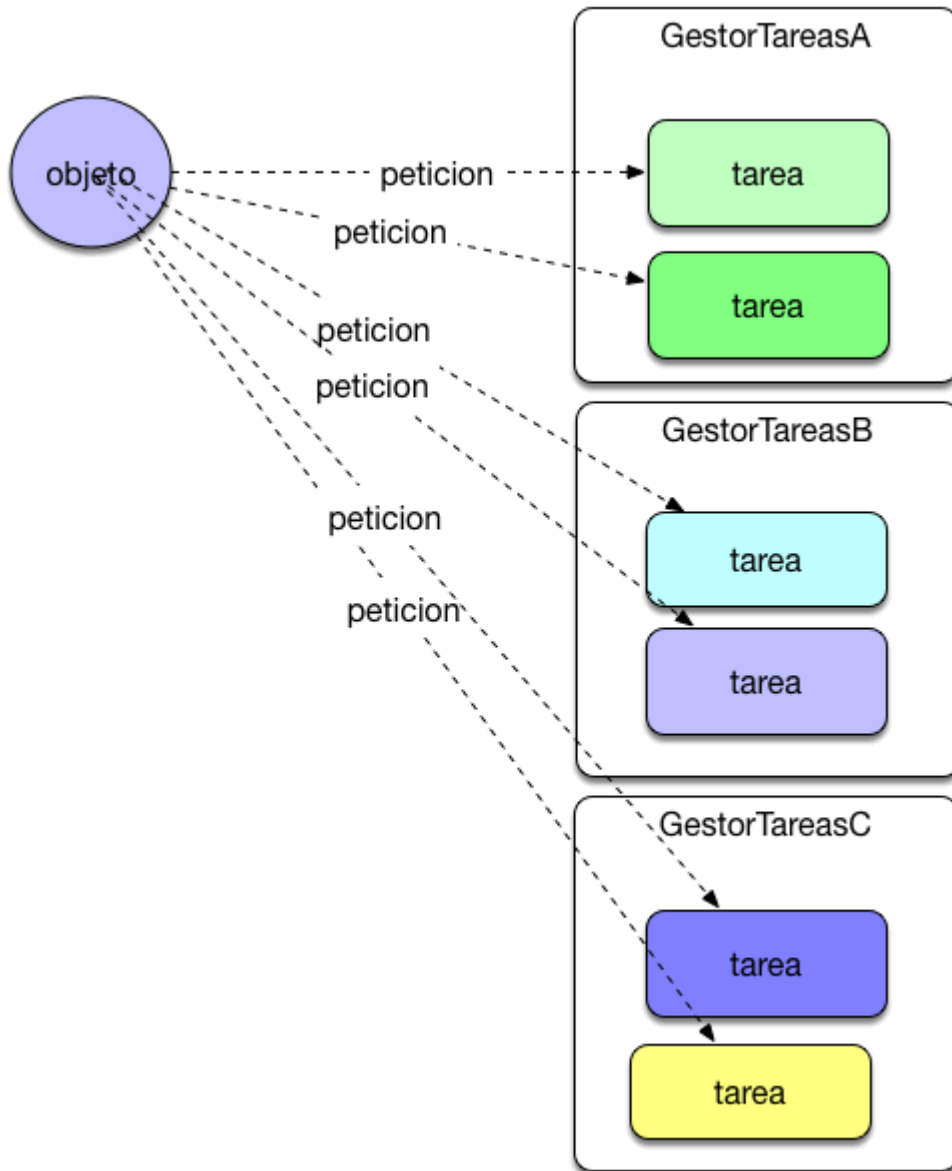 GestorTareasA
objeto
peticion
tarea
peticion
tarea
peticion
peticion
GestorTareasB
peticion
tarea
peticion
tarea
GestorTareasC
tarea
tarea